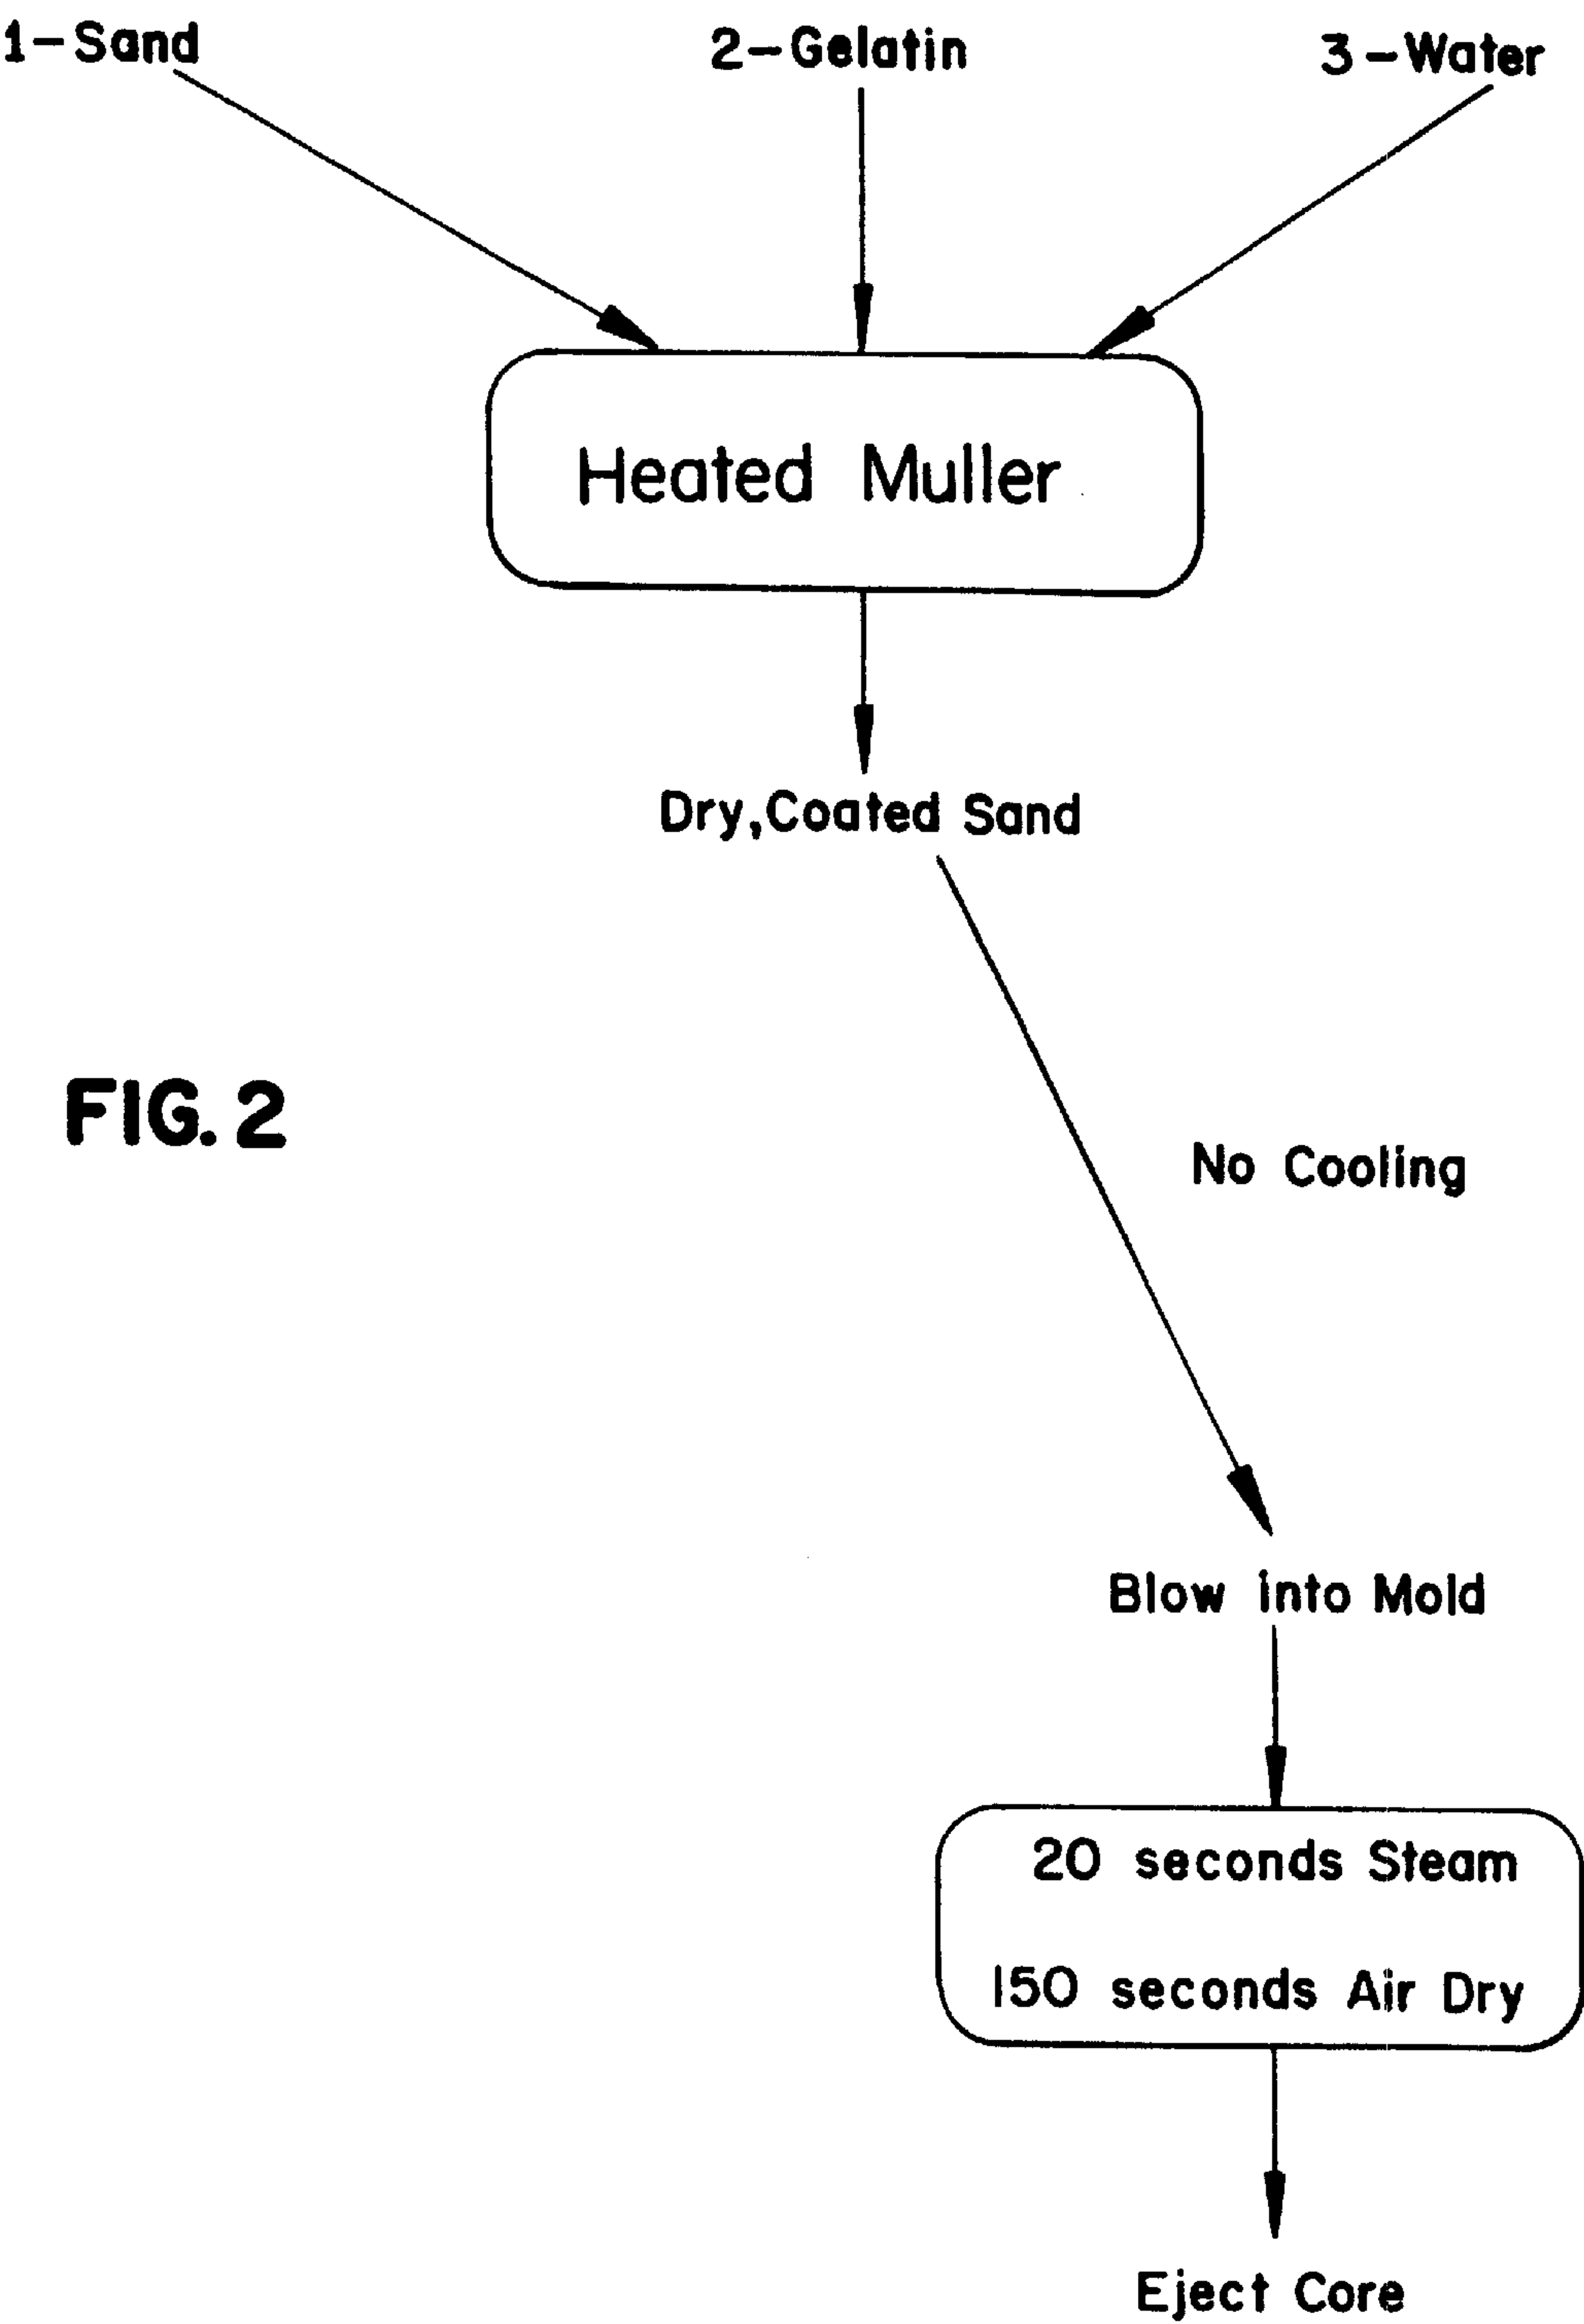 1-Sand
2-Gelatin
3-Water
Heated Muller
Dry,Coated Sand
FIG. 2
No Cooling
Blow into Mold
20 seconds Steam
150 seconds Air Dry
Eject Core